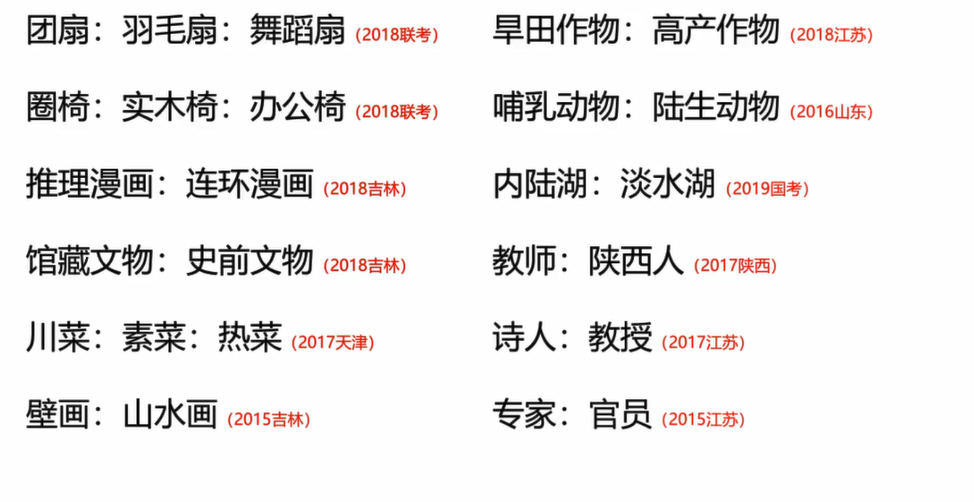 团扇：羽毛扇：舞蹈扇（2018联考）
圈椅：实木椅：办公椅（2018联考）
推理漫画：连环漫画（2018吉林）
馆藏文物：史前文物（2018吉林）
川菜：素菜：热菜（2017天津）
壁画：山水画（2015吉林）
旱田作物：高产作物（2018江苏）
哺乳动物：陆生动物（2016山东）
内陆湖：淡水湖（2019国考）
教师：陕西人（2017陕西）
诗人：教授（2017江苏）
专家：官员（2015江苏）